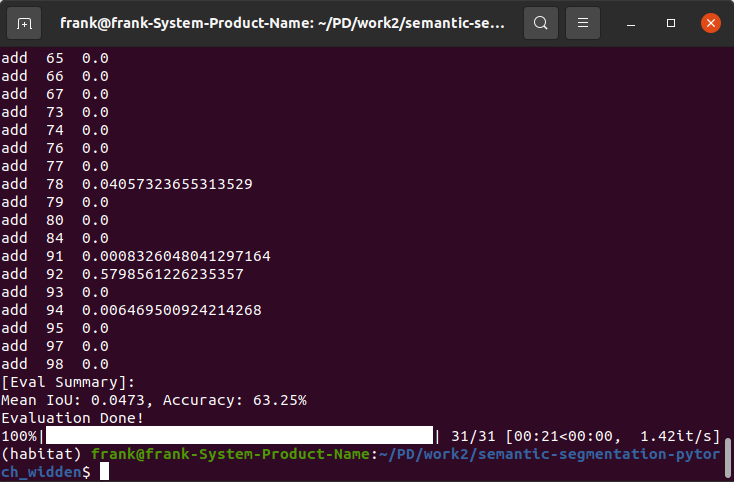 frank@frank-System-Product-Name: ~/PD/work2/semantic-se...
add  65  0.0
add  66  0.0
add  67  0.0
add  73  0.0
add  74  0.0
add  76  0.0
add  77  0.0
add  78  0.04057323655313529
add  79  0.0
add  80  0.0
add  84  0.0
add  91  0.0008326048041297164
add  92  0.5798561226235357
add  93  0.0
add  94  0.006469500924214268
add  95  0.0
add  97  0.0
add  98  0.0
[Eval Summary]:
Mean IoU: 0.0473, Accuracy: 63.25%
Evaluation Done!
100%|                                           | 31/31 [00:21<00:00,  1.42it/s]
(habitat) frank@frank-System-Product-Name:~/PD/work2/semantic-segmentation-pytor
ch_widden$